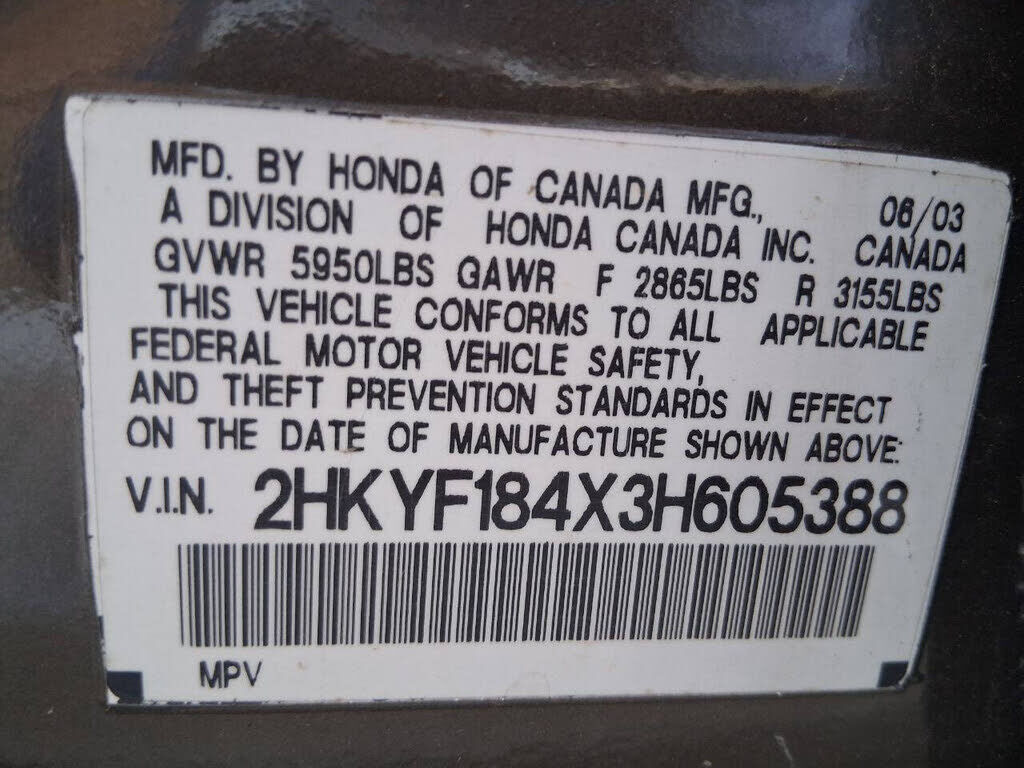 MFD. BY HONDA OF CANADA MFG., 06/03
A DIVISION OF HONDA CANADA INC. CANADA
GVWR 5950LBS GAWR F 2865LBS R 3155LBS
THIS VEHICLE CONFORMS TO ALL APPLICABLE
FEDERAL MOTOR VEHICLE SAFETY,
AND THEFT PREVENTION STANDARDS IN EFFECT
ON THE DATE OF MANUFACTURE SHOWN ABOVE:
V.I.N. 2HKYF184X3H605388
MPV